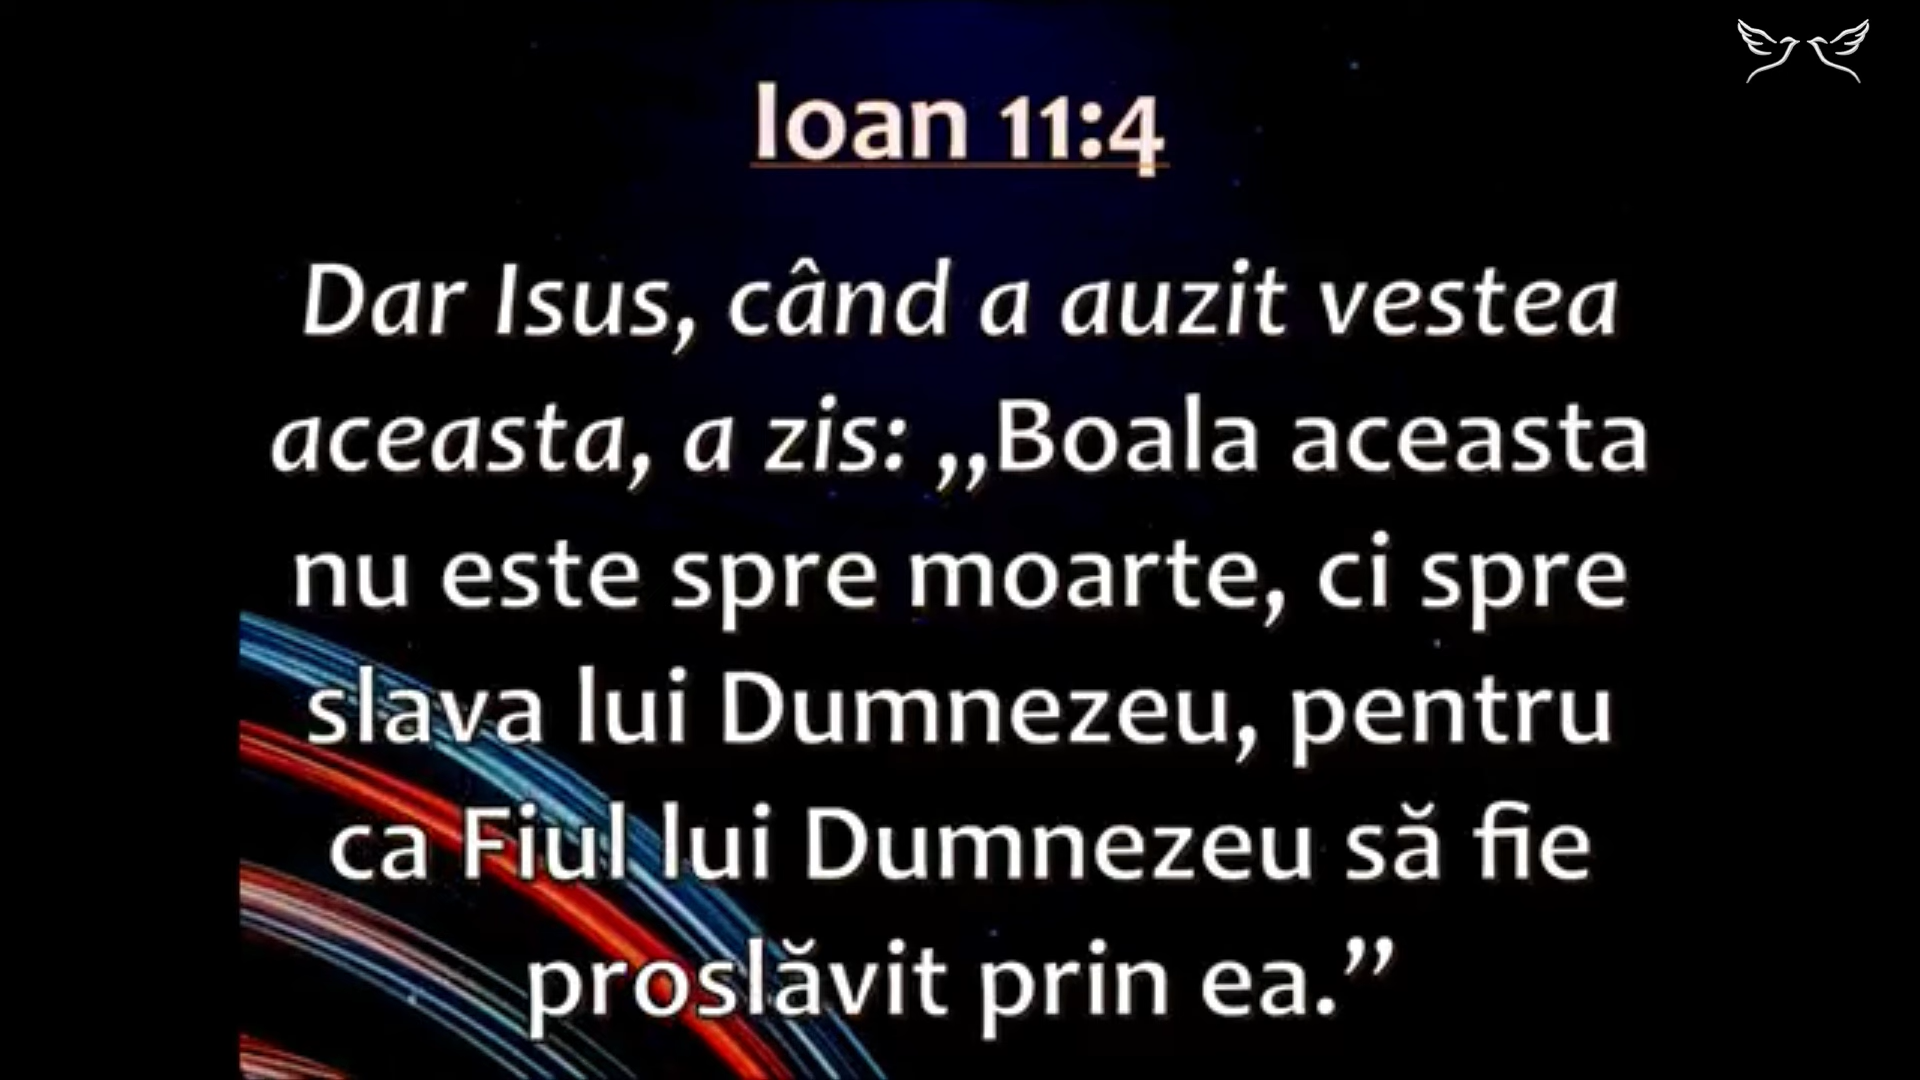 Ioan 11:4
Dar Isus, când a auzit vestea
aceasta, a zis: „Boala aceasta
nu este spre moarte, ci spre
slava lui Dumnezeu, pentru
ca Fiul lui Dumnezeu să fie
proslăvit prin ea.”